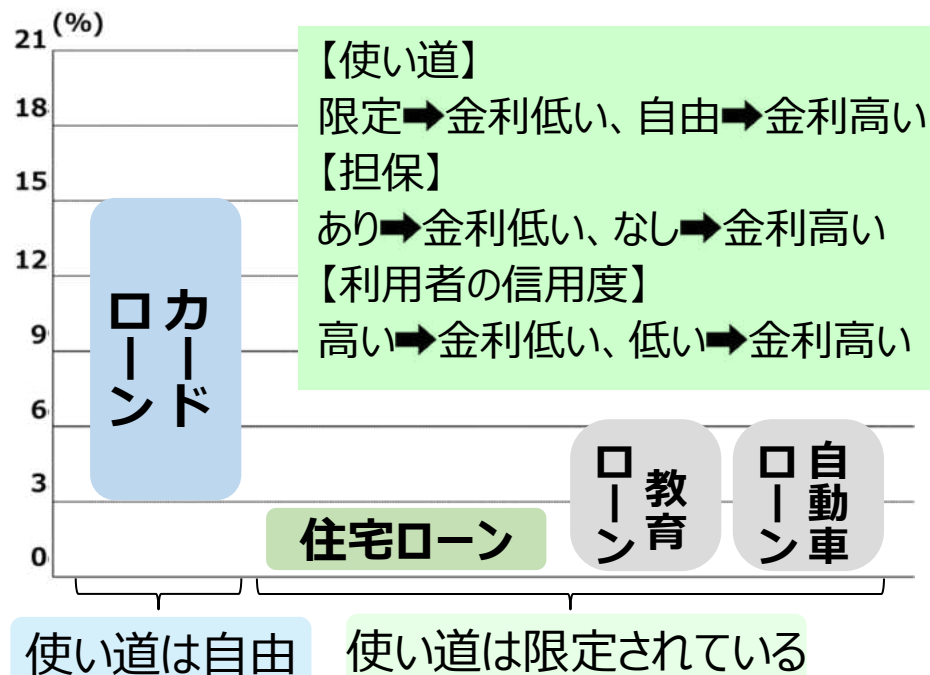 (%)
21
18
15
12
9
6
3
0
【使い道】
限定➡金利低い、自由➡金利高い
【担保】
あり➡金利低い、なし➡金利高い
【利用者の信用度】
高い➡金利低い、低い➡金利高い
カード
ローン
住宅ローン
教育
ローン
自動車
ローン
使い道は自由
使い道は限定されている